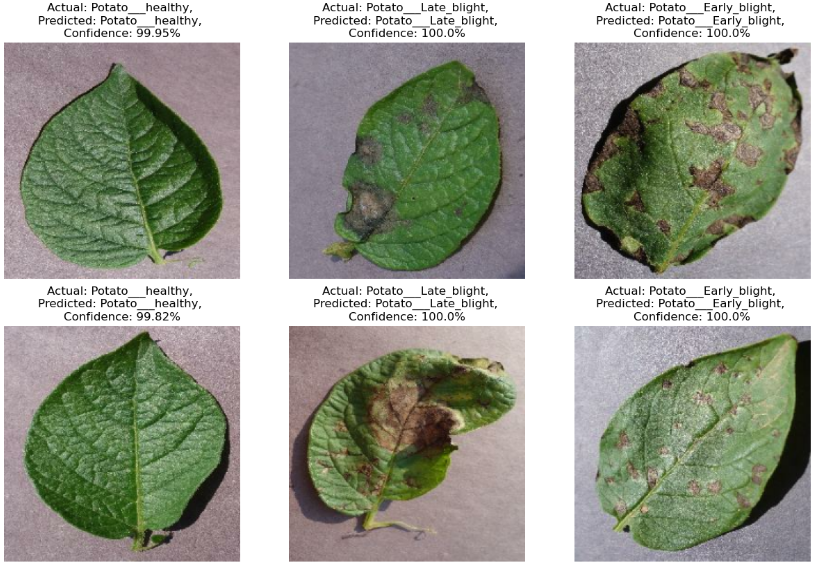 Actual: Potato___healthy,
Predicted: Potato___healthy,
Confidence: 99.95%
Actual: Potato___Late_blight,
Predicted: Potato___Late_blight,
Confidence: 100.0%
Actual: Potato___Early_blight,
Predicted: Potato___Early_blight,
Confidence: 100.0%
Actual: Potato___healthy,
Predicted: Potato___healthy,
Confidence: 99.82%
Actual: Potato___Late_blight,
Predicted: Potato___Late_blight,
Confidence: 100.0%
Actual: Potato___Early_blight,
Predicted: Potato___Early_blight,
Confidence: 100.0%